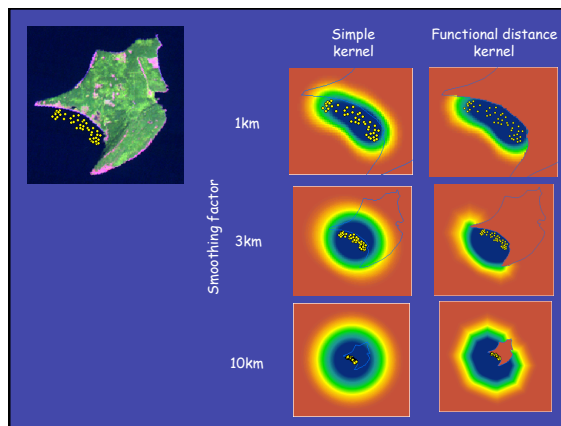 Simple
kernel
Functional distance
kernel
1km
Smoothing factor
3km
10km